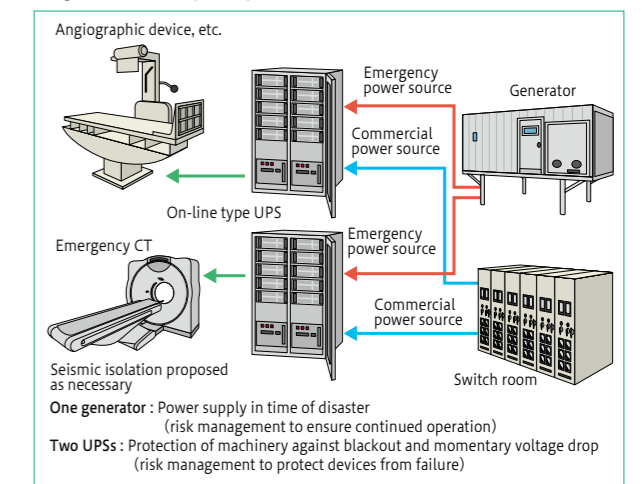 Angiographic device, etc.
Emergency
power source
Generator
Commercial
power source
On-line type UPS
Emergency CT
Emergency
power source
Commercial
power source
Seismic isolation proposed
as necessary
Switch room
One generator : Power supply in time of disaster
(risk management to ensure continued operation)
Two UPSs : Protection of machinery against blackout and momentary voltage drop
(risk management to protect devices from failure)